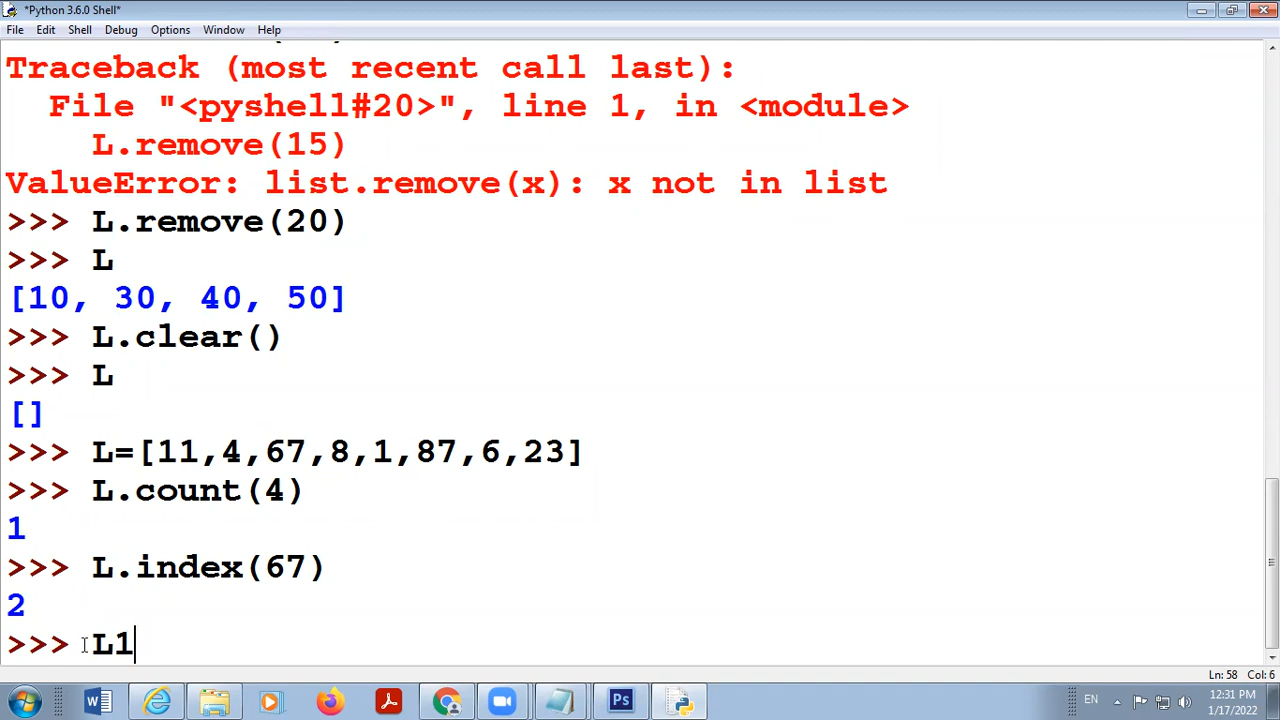 *Python 3.6.0 Shell*
File Edit Shell Debug Options Window Help
Traceback (most recent call last):
  File "<pyshell#20>", line 1, in <module>
    L.remove(15)
ValueError: list.remove(x): x not in list
>>> L.remove(20)
>>> L
[10, 30, 40, 50]
>>> L.clear()
>>> L
[]
>>> L=[11,4,67,8,1,87,6,23]
>>> L.count(4)
1
>>> L.index(67)
2
>>> L1
Ln: 58 Col: 6
W Ps EN 12:31 PM
1/17/2022